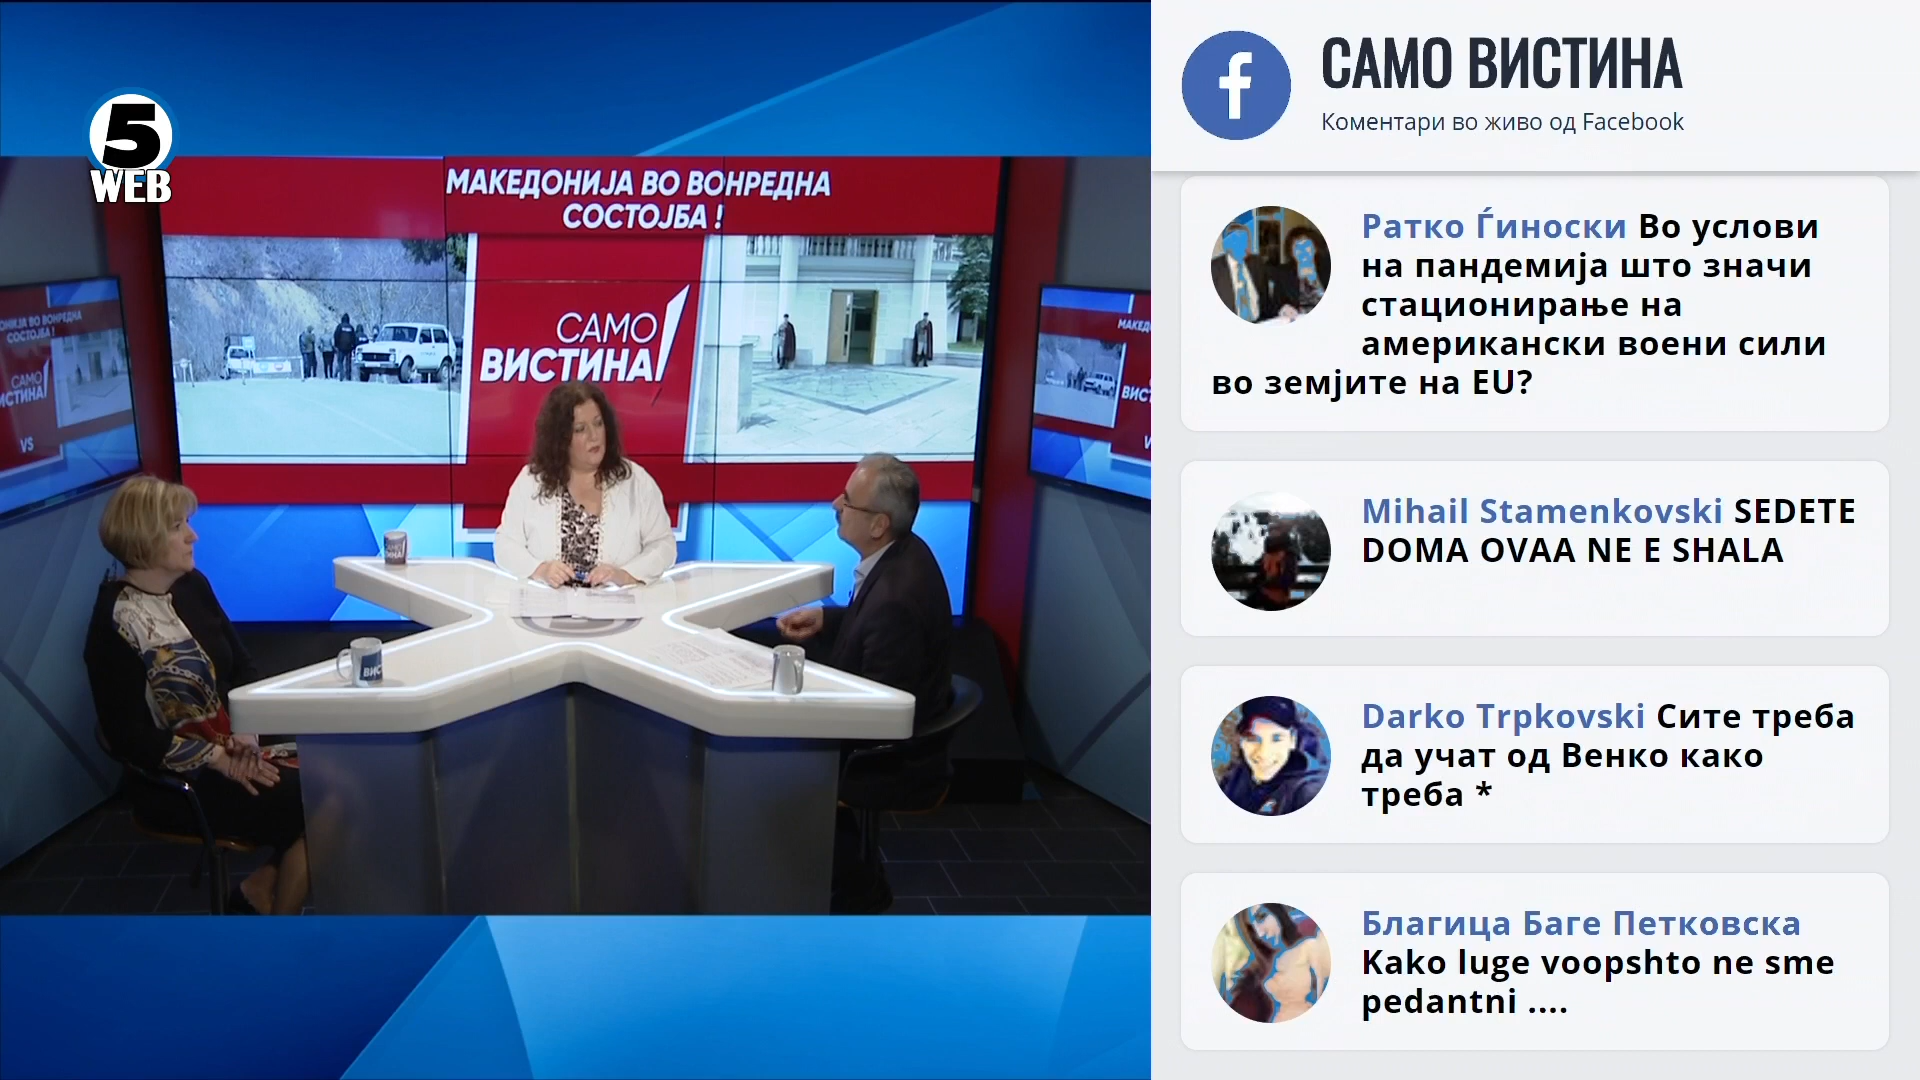 5
WEB
МАКЕДОНИЈА ВО ВОНРЕДНА
СОСТОЈБА !
САМО
ВИСТИНА!
САМО
VS
САМО ВИСТИНА
Коментари во живо од Facebook
Ратко Ѓиноски Во услови
на пандемија што значи
стационирање на
американски воени сили
во земјите на EU?
Mihail Stamenkovski SEDETE
DOMA OVAA NE E SHALA
Darko Trpkovski Сите треба
да учат од Венко како
треба *
Благица Баге Петковска
Kako luge voopshto ne sme
pedantni ....